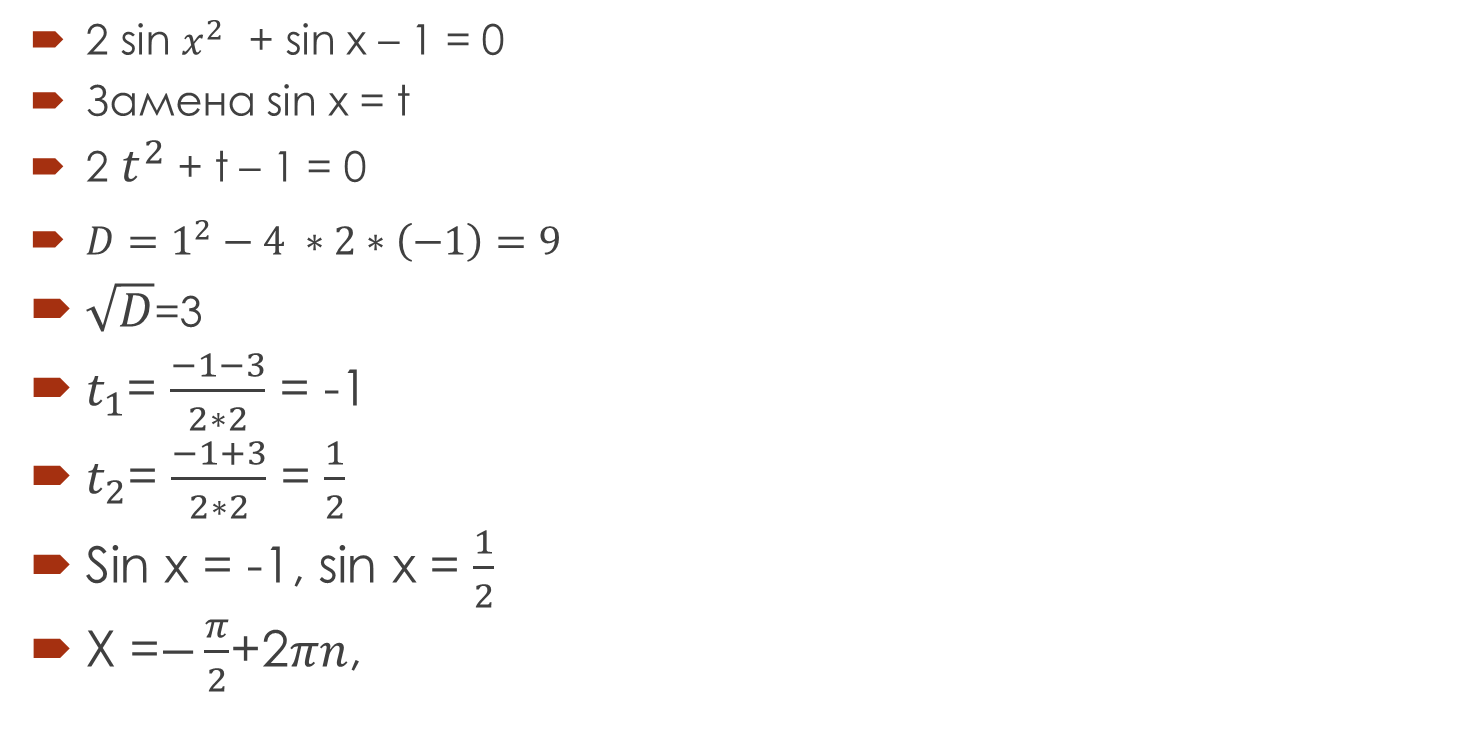 2 sin x² + sin x – 1 = 0
Замена sin x = t
2 t² + t – 1 = 0
D = 1² − 4 ∗ 2 ∗ (−1) = 9
√D=3
t₁= (−1−3)/(2∗2) = -1
t₂= (−1+3)/(2∗2) = 1/2
Sin x = -1, sin x = 1/2
X =− π/2 +2πn,